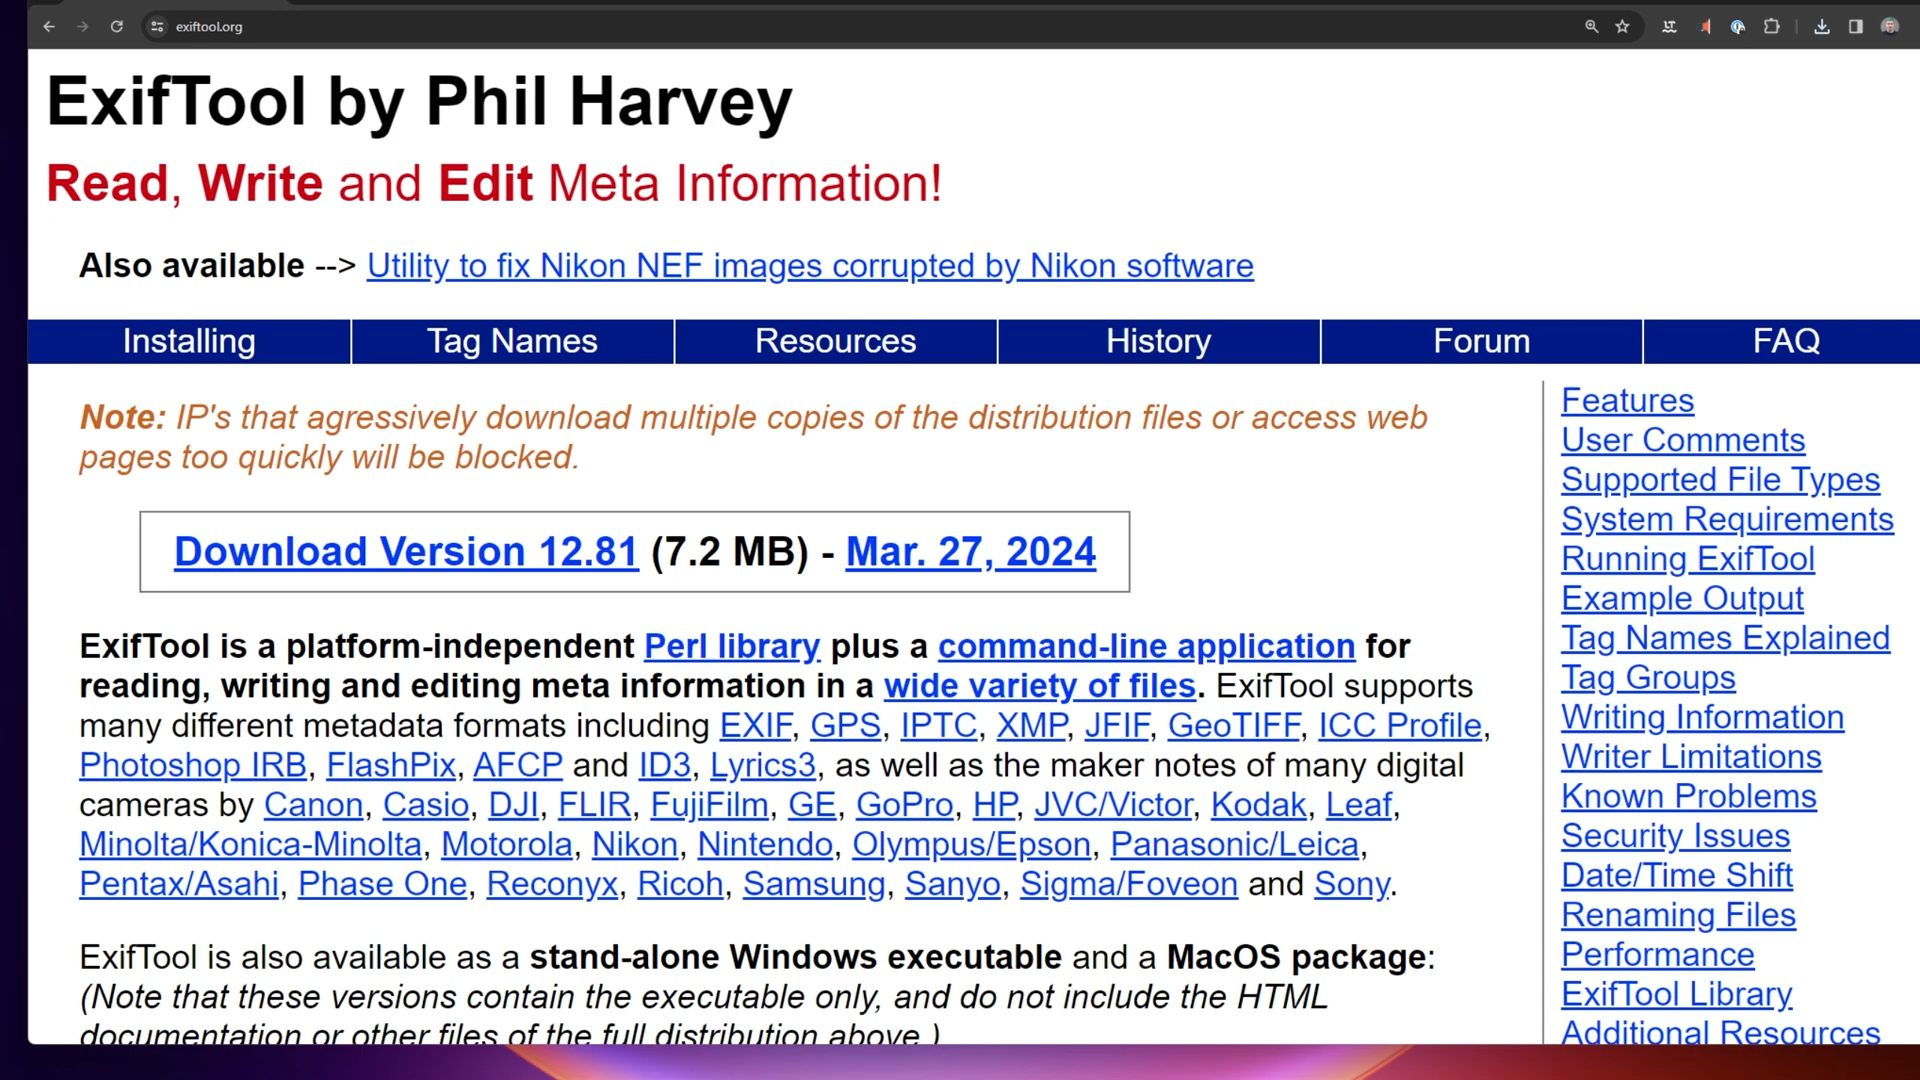 exiftool.org
ExifTool by Phil Harvey
Read, Write and Edit Meta Information!
Also available --> Utility to fix Nikon NEF images corrupted by Nikon software
Installing Tag Names Resources History Forum FAQ
Note: IP's that agressively download multiple copies of the distribution files or access web
pages too quickly will be blocked.
Download Version 12.81 (7.2 MB) - Mar. 27, 2024
ExifTool is a platform-independent Perl library plus a command-line application for
reading, writing and editing meta information in a wide variety of files. ExifTool supports
many different metadata formats including EXIF, GPS, IPTC, XMP, JFIF, GeoTIFF, ICC Profile,
Photoshop IRB, FlashPix, AFCP and ID3, Lyrics3, as well as the maker notes of many digital
cameras by Canon, Casio, DJI, FLIR, FujiFilm, GE, GoPro, HP, JVC/Victor, Kodak, Leaf,
Minolta/Konica-Minolta, Motorola, Nikon, Nintendo, Olympus/Epson, Panasonic/Leica,
Pentax/Asahi, Phase One, Reconyx, Ricoh, Samsung, Sanyo, Sigma/Foveon and Sony.
ExifTool is also available as a stand-alone Windows executable and a MacOS package:
(Note that these versions contain the executable only, and do not include the HTML
documentation or other files of the full distribution above.)
Features
User Comments
Supported File Types
System Requirements
Running ExifTool
Example Output
Tag Names Explained
Tag Groups
Writing Information
Writer Limitations
Known Problems
Security Issues
Date/Time Shift
Renaming Files
Performance
ExifTool Library
Additional Resources